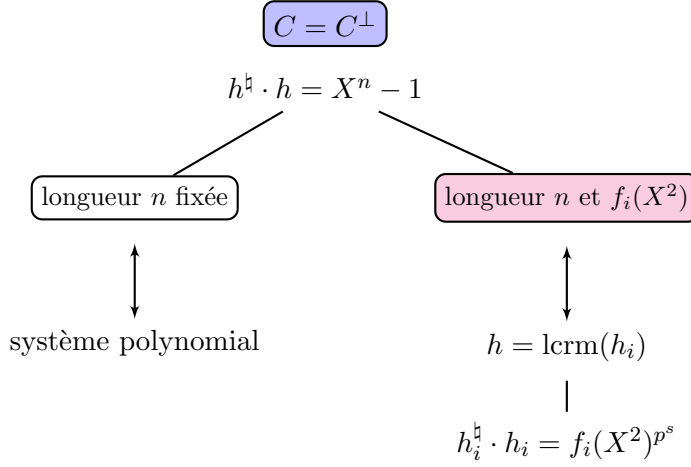 C = C^⊥
h^♮ · h = X^n − 1
longueur n fixée
longueur n et f_i(X^2)
système polynomial
h = lcrm(h_i)
h_i^♮ · h_i = f_i(X^2)^{p^s}